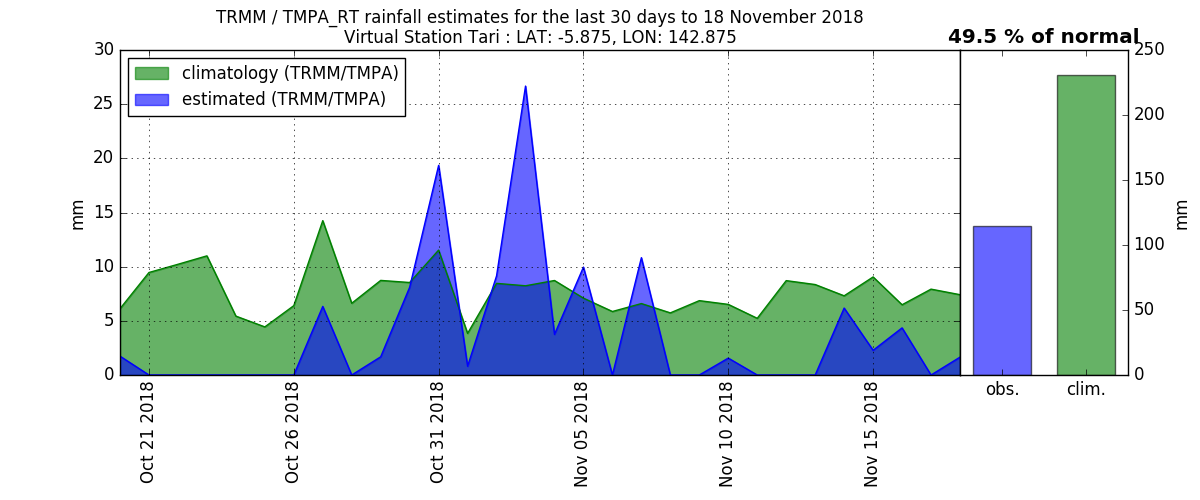 TRMM / TMPA_RT rainfall estimates for the last 30 days to 18 November 2018
Virtual Station Tari : LAT: -5.875, LON: 142.875
49.5 % of normal
climatology (TRMM/TMPA)
estimated (TRMM/TMPA)
30
25
20
15
10
5
0
mm
Oct 21 2018
Oct 26 2018
Oct 31 2018
Nov 05 2018
Nov 10 2018
Nov 15 2018
obs.
clim.
250
200
150
100
50
0
mm